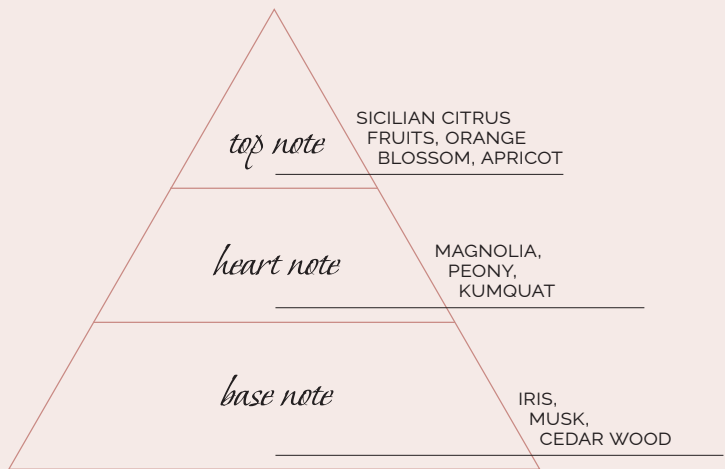 SICILIAN CITRUS
FRUITS, ORANGE
BLOSSOM, APRICOT
top note
MAGNOLIA,
PEONY,
KUMQUAT
heart note
IRIS,
MUSK,
CEDAR WOOD
base note